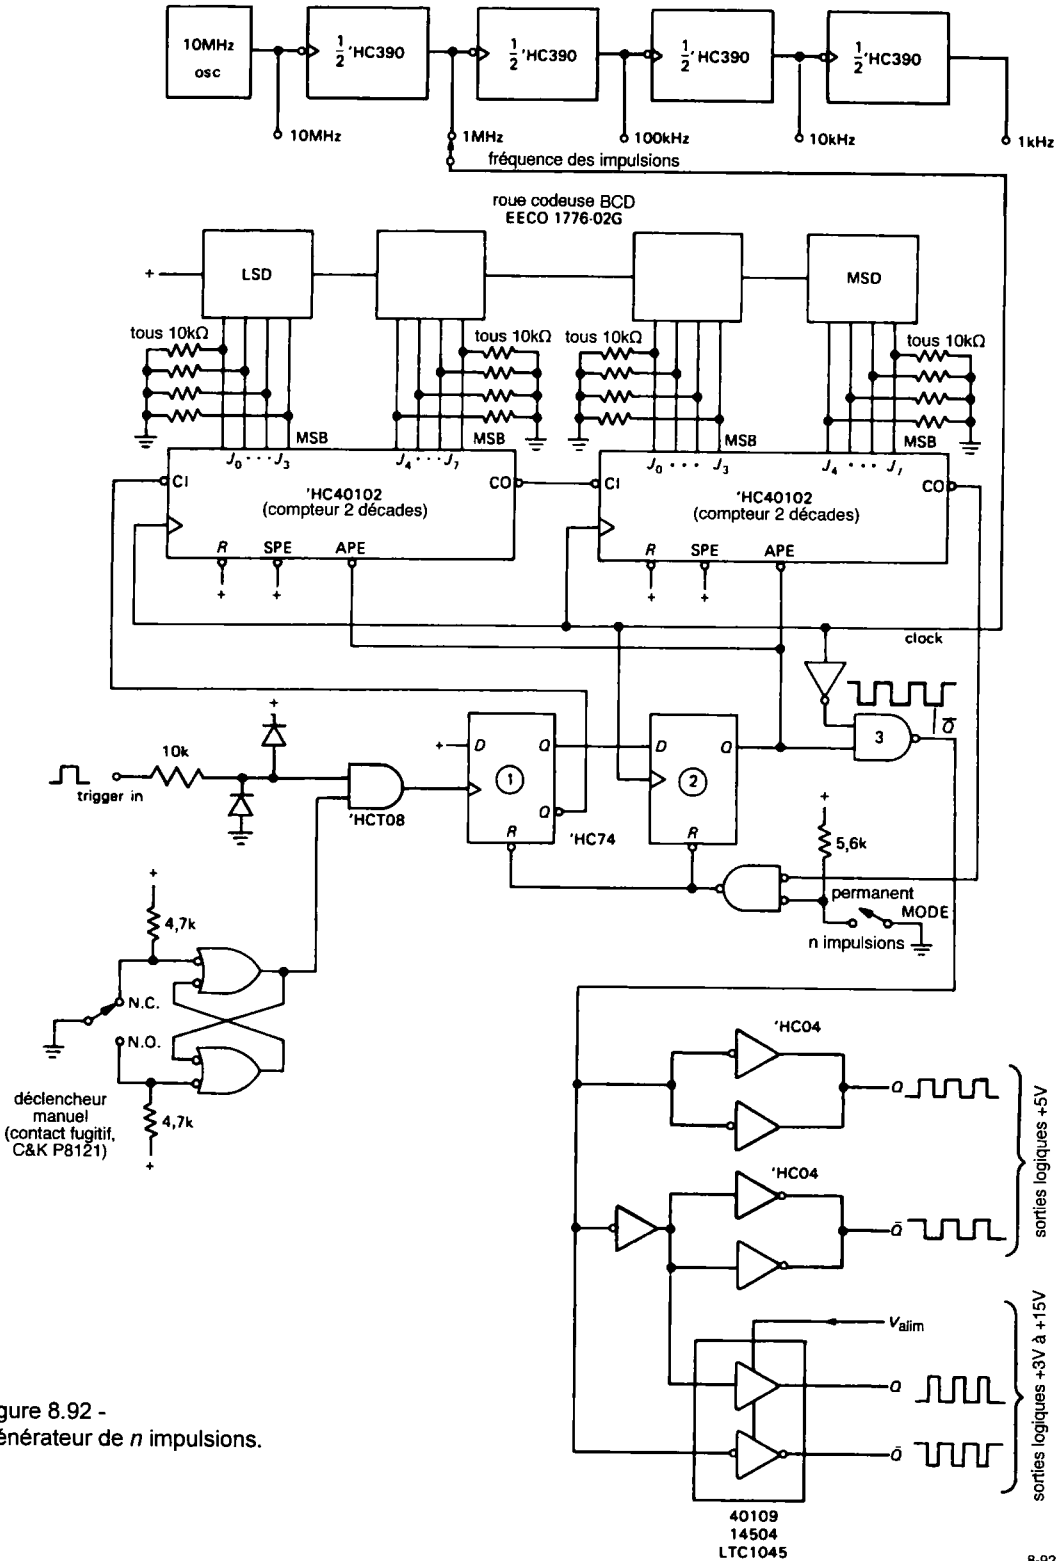 10MHz
osc
½'HC390
½'HC390
½'HC390
½'HC390
10MHz
1MHz
100kHz
10kHz
1kHz
fréquence des impulsions
roue codeuse BCD
EECO 1776-02G
+
LSD
MSD
tous 10kΩ
tous 10kΩ
tous 10kΩ
tous 10kΩ
MSB
MSB
MSB
MSB
J0 ··· J3
J4 ··· J7
J0 ··· J3
J4 ··· J7
CI
'HC40102
(compteur 2 décades)
CO
CI
'HC40102
(compteur 2 décades)
CO
R
SPE
APE
R
SPE
APE
+
+
+
+
clock
+
10k
trigger in
'HCT08
+
D
Q
1
Q
R
'HC74
D
Q
2
R
3
Q̅
+
5,6k
permanent
MODE
n impulsions
+
4,7k
N.C.
N.O.
déclencheur
manuel
(contact fugitif,
C&K P8121)
4,7k
+
'HC04
Q
'HC04
Q̅
sorties logiques +5V
Valim
Q
Q̅
sorties logiques +3V à +15V
40109
14504
LTC1045
gure 8.92 -
énérateur de n impulsions.
8-92